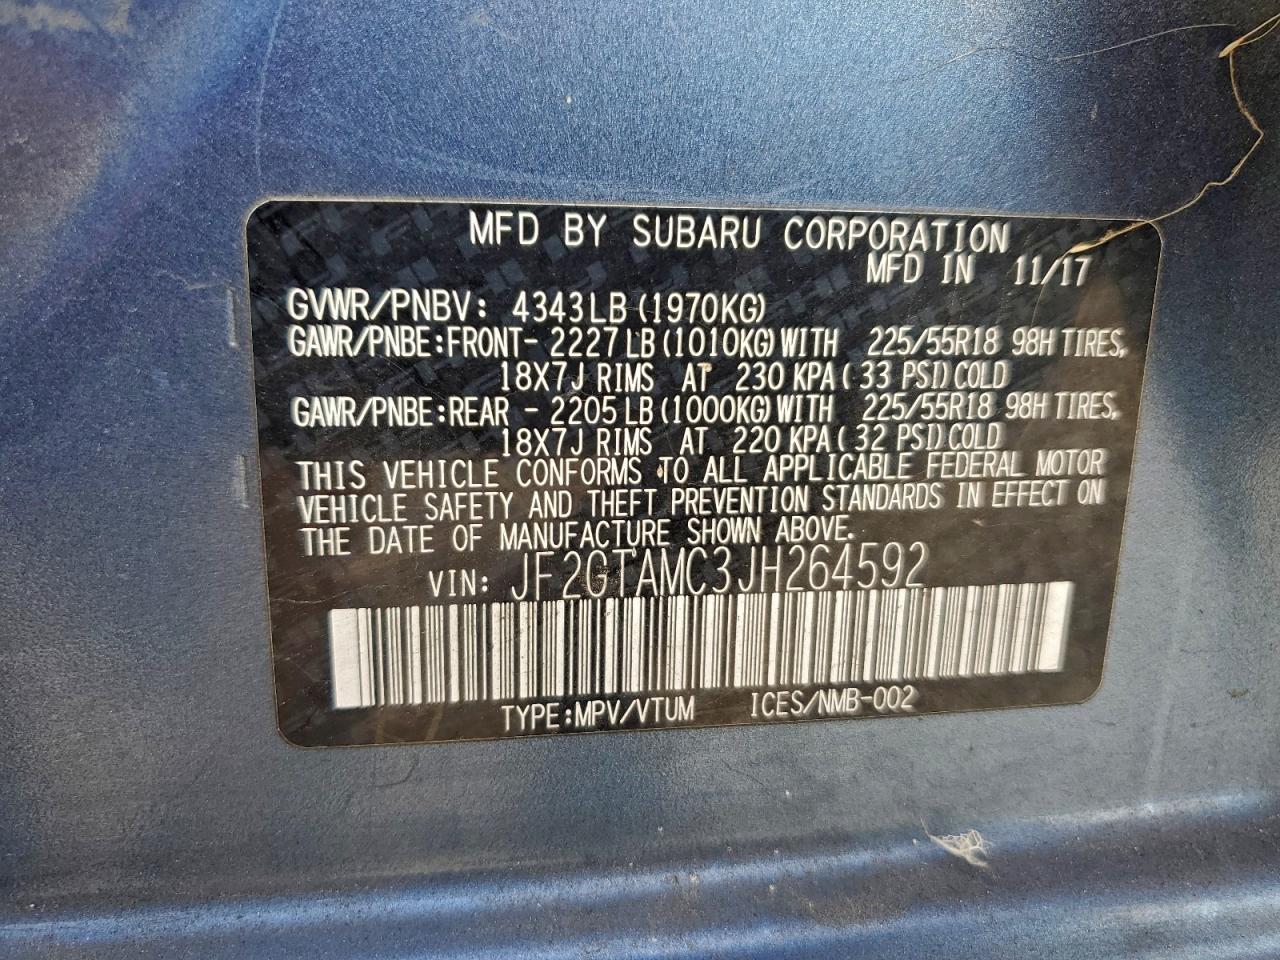 MFD BY SUBARU CORPORATION
MFD IN 11/17
GVWR/PNBV: 4343LB(1970KG)
GAWR/PNBE:FRONT- 2227LB(1010KG)WITH 225/55R18 98H TIRES,
18X7J RIMS AT 230 KPA( 33 PSI)COLD
GAWR/PNBE:REAR - 2205LB(1000KG)WITH 225/55R18 98H TIRES,
18X7J RIMS AT 220 KPA( 32 PSI)COLD
THIS VEHICLE CONFORMS TO ALL APPLICABLE FEDERAL MOTOR
VEHICLE SAFETY AND THEFT PREVENTION STANDARDS IN EFFECT ON
THE DATE OF MANUFACTURE SHOWN ABOVE.
VIN: JF2GTAMC3JH264592
TYPE:MPV/VTUM ICES/NMB-002